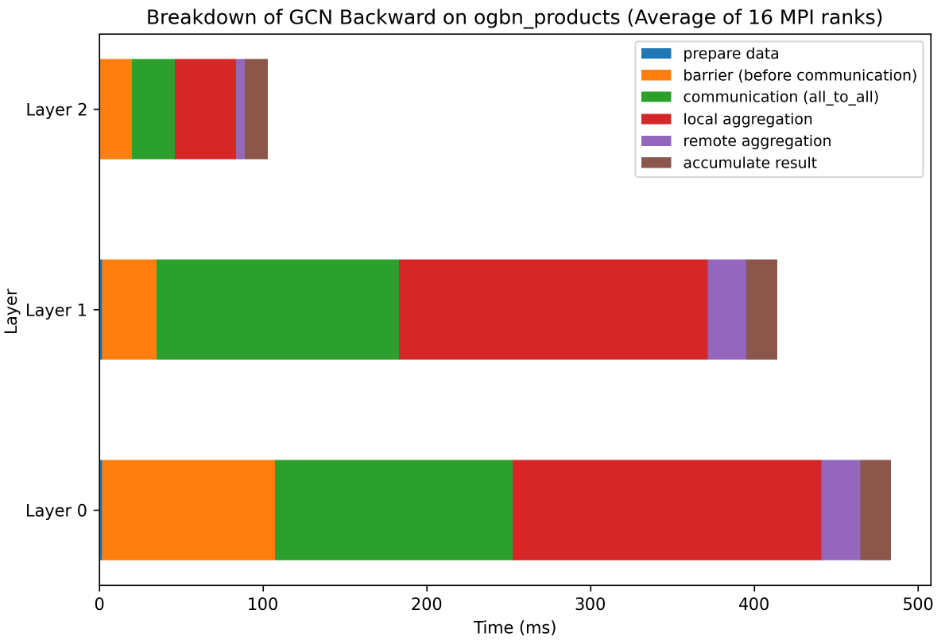 Breakdown of GCN Backward on ogbn_products (Average of 16 MPI ranks)
prepare data
barrier (before communication)
communication (all_to_all)
local aggregation
remote aggregation
accumulate result
Layer 2
Layer 1
Layer 0
Layer
0 100 200 300 400 500
Time (ms)